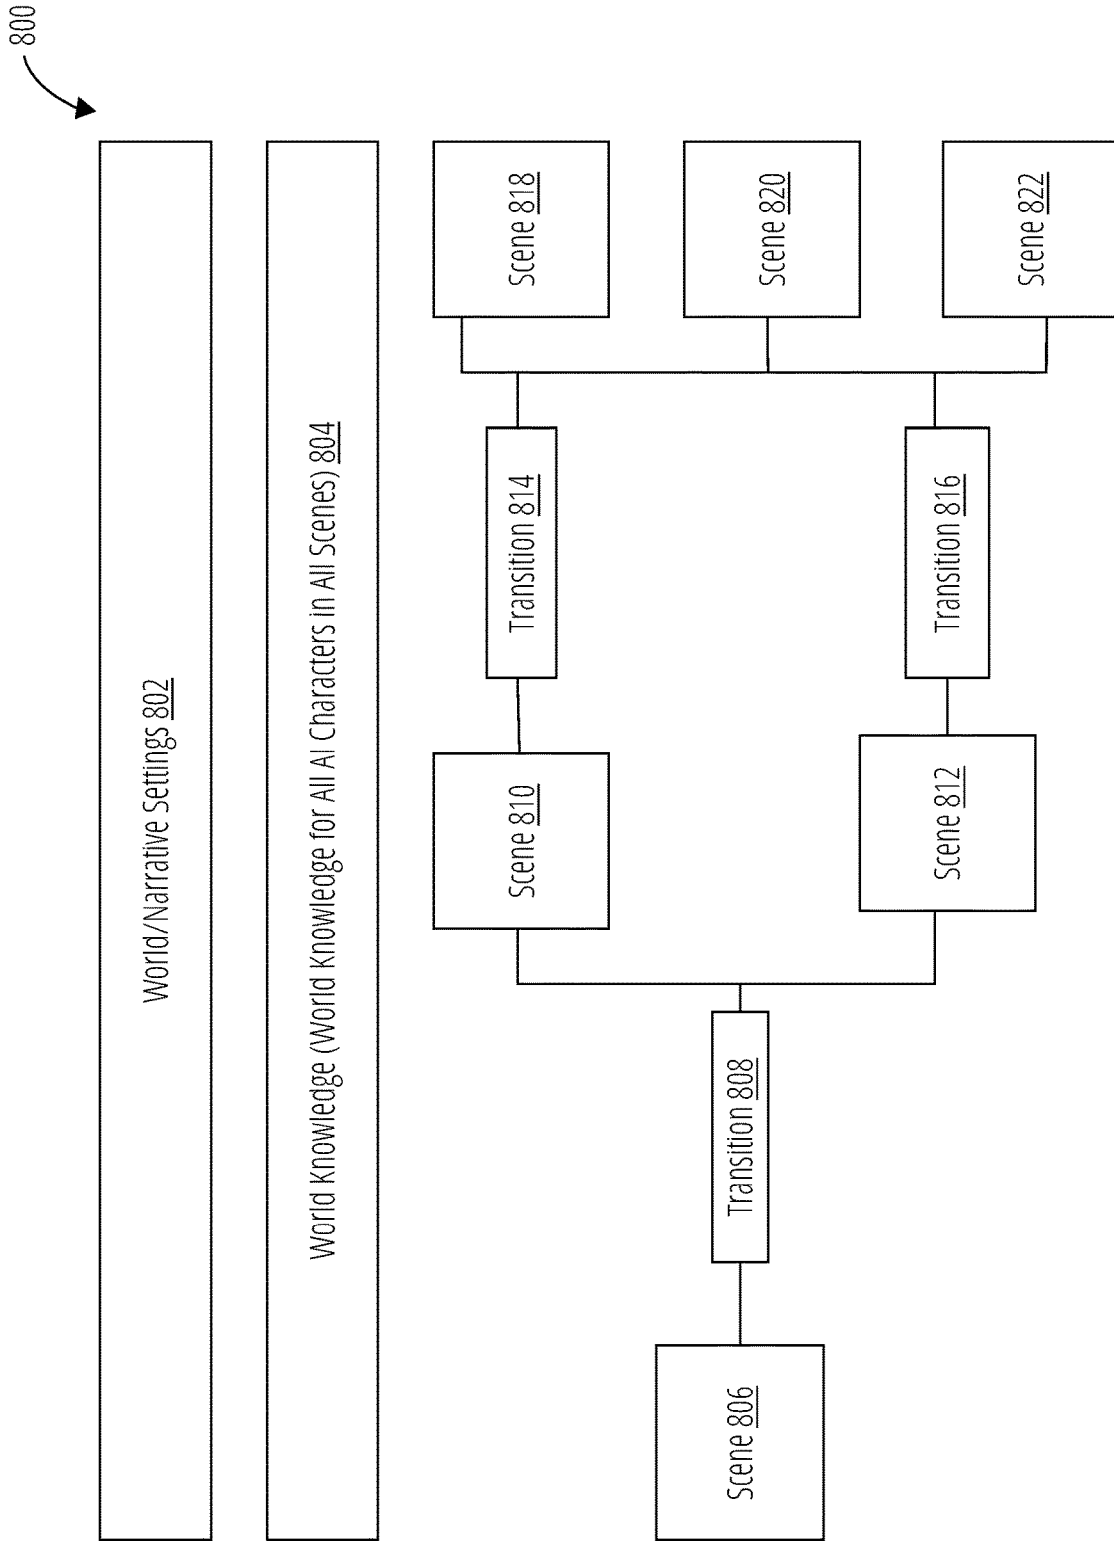 800
World/Narrative Settings 802
World Knowledge (World Knowledge for All AI Characters in All Scenes) 804
Scene 806
Transition 808
Scene 810
Scene 812
Transition 814
Transition 816
Scene 818
Scene 820
Scene 822